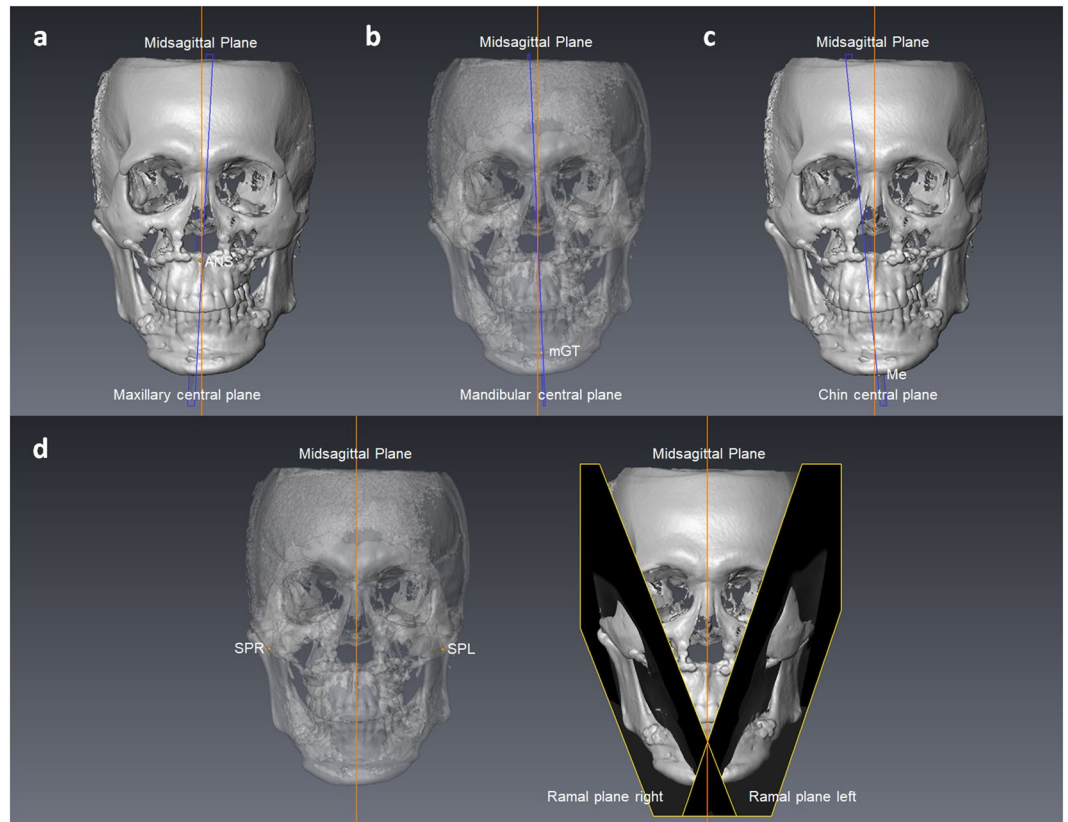 a
Midsagittal Plane
ANS
Maxillary central plane
b
Midsagittal Plane
mGT
Mandibular central plane
c
Midsagittal Plane
Me
Chin central plane
d
Midsagittal Plane
SPR
SPL
Midsagittal Plane
Ramal plane right
Ramal plane left